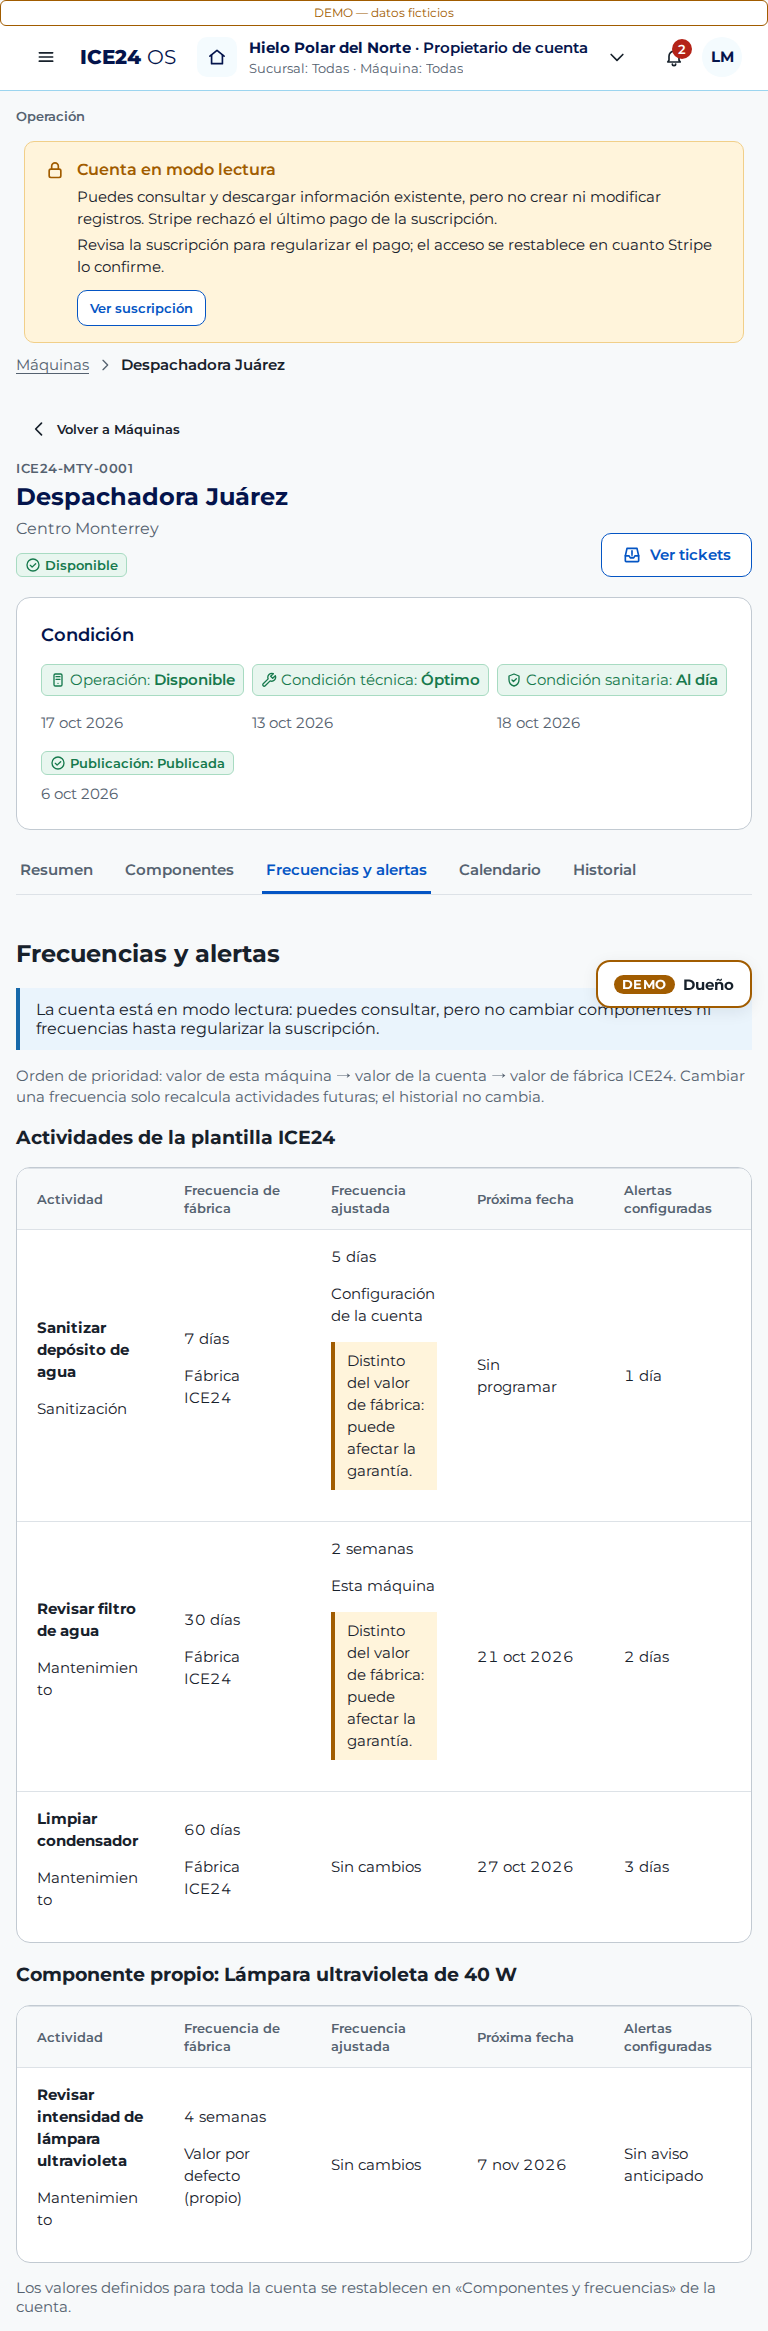 DEMO — datos ficticios
ICE24 OS
Hielo Polar del Norte · Propietario de cuenta
Sucursal: Todas · Máquina: Todas
2
LM
Operación
Cuenta en modo lectura
Puedes consultar y descargar información existente, pero no crear ni modificar
registros. Stripe rechazó el último pago de la suscripción.
Revisa la suscripción para regularizar el pago; el acceso se restablece en cuanto Stripe
lo confirme.
Ver suscripción
Máquinas > Despachadora Juárez
Volver a Máquinas
ICE24-MTY-0001
Despachadora Juárez
Centro Monterrey
Disponible
Ver tickets
Condición
Operación: Disponible
Condición técnica: Óptimo
Condición sanitaria: Al día
17 oct 2026
13 oct 2026
18 oct 2026
Publicación: Publicada
6 oct 2026
Resumen
Componentes
Frecuencias y alertas
Calendario
Historial
Frecuencias y alertas
DEMO Dueño
La cuenta está en modo lectura: puedes consultar, pero no cambiar componentes ni
frecuencias hasta regularizar la suscripción.
Orden de prioridad: valor de esta máquina → valor de la cuenta → valor de fábrica ICE24. Cambiar
una frecuencia solo recalcula actividades futuras; el historial no cambia.
Actividades de la plantilla ICE24
Actividad
Frecuencia de
fábrica
Frecuencia
ajustada
Próxima fecha
Alertas
configuradas
Sanitizar
depósito de
agua
Sanitización
7 días
Fábrica
ICE24
5 días
Configuración
de la cuenta
Distinto
del valor
de fábrica:
puede
afectar la
garantía.
Sin
programar
1 día
Revisar filtro
de agua
Mantenimien
to
30 días
Fábrica
ICE24
2 semanas
Esta máquina
Distinto
del valor
de fábrica:
puede
afectar la
garantía.
21 oct 2026
2 días
Limpiar
condensador
Mantenimien
to
60 días
Fábrica
ICE24
Sin cambios
27 oct 2026
3 días
Componente propio: Lámpara ultravioleta de 40 W
Actividad
Frecuencia de
fábrica
Frecuencia
ajustada
Próxima fecha
Alertas
configuradas
Revisar
intensidad de
lámpara
ultravioleta
Mantenimien
to
4 semanas
Valor por
defecto
(propio)
Sin cambios
7 nov 2026
Sin aviso
anticipado
Los valores definidos para toda la cuenta se restablecen en «Componentes y frecuencias» de la
cuenta.